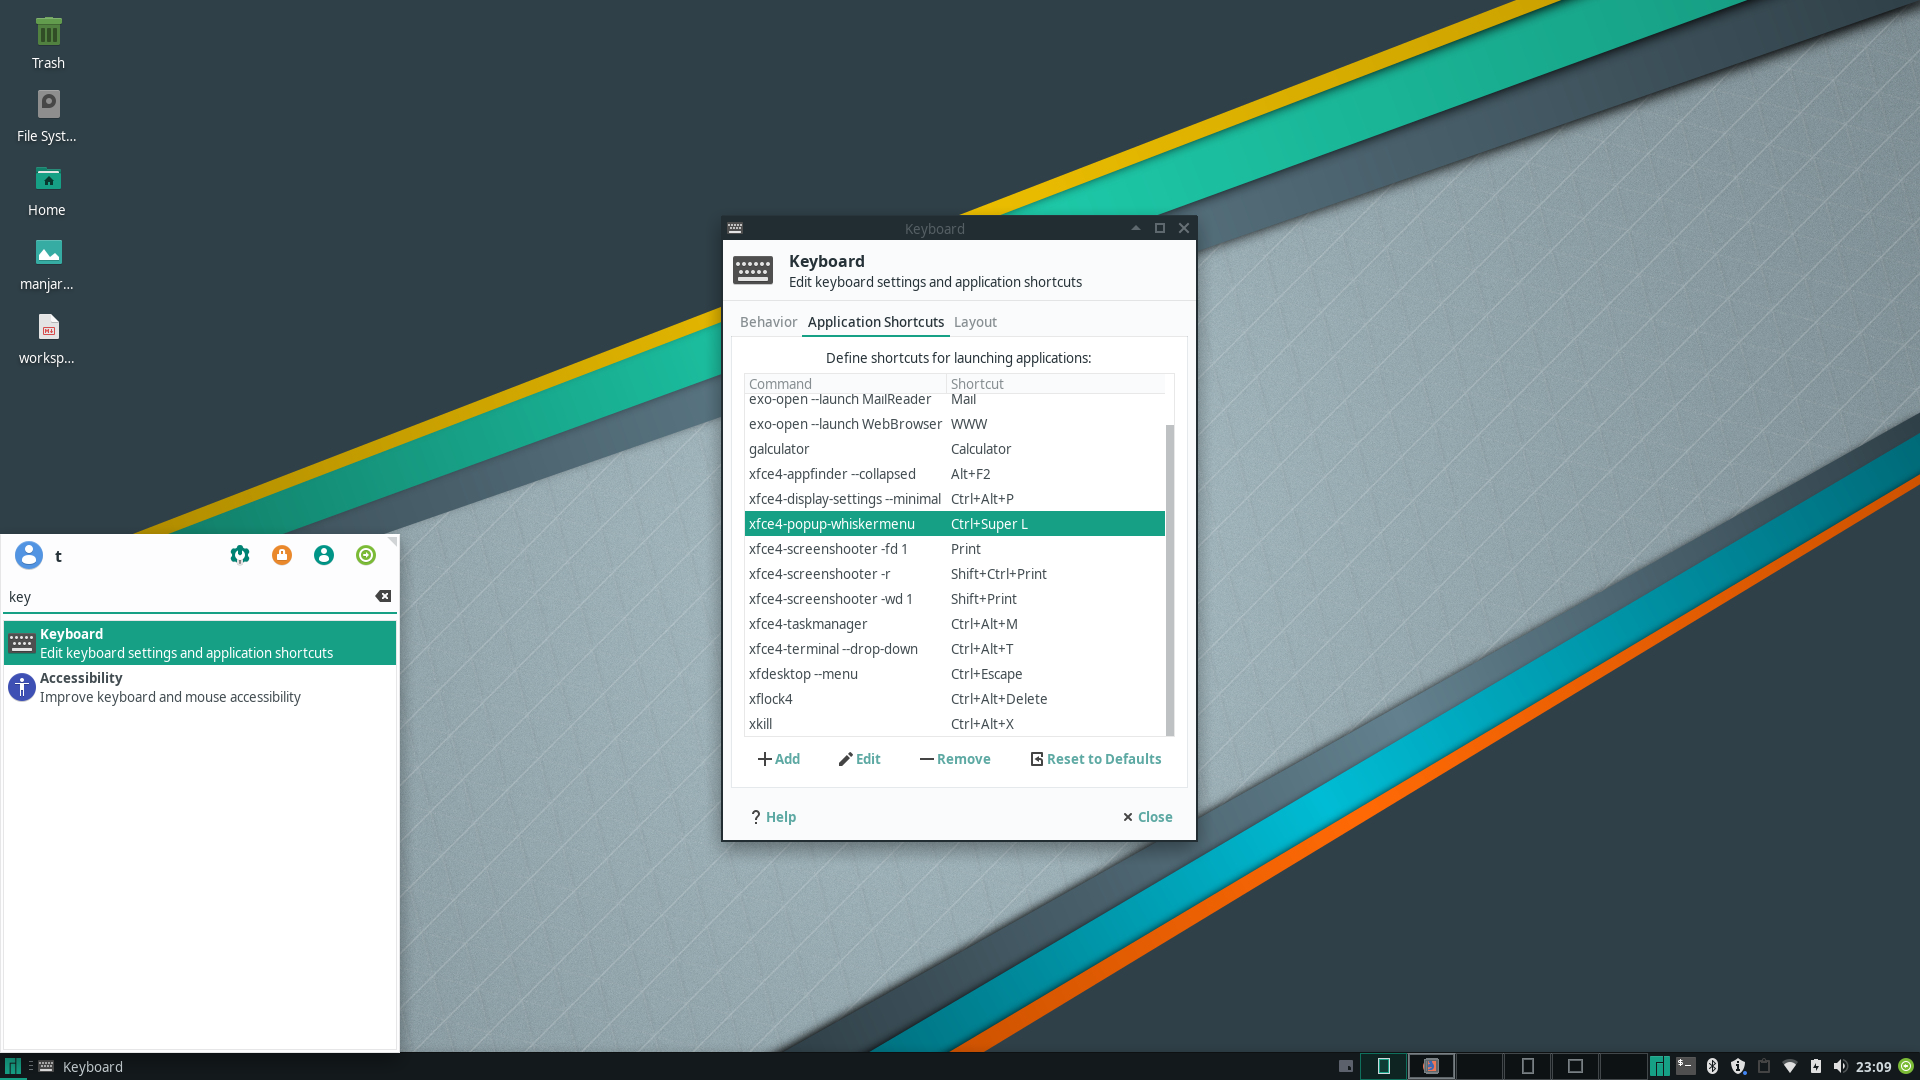 Trash
File Syst...
Home
manjar...
worksp...
Keyboard
Keyboard
Edit keyboard settings and application shortcuts
Behavior Application Shortcuts Layout
Define shortcuts for launching applications:
Command Shortcut
exo-open --launch MailReader Mail
exo-open --launch WebBrowser WWW
galculator Calculator
xfce4-appfinder --collapsed Alt+F2
xfce4-display-settings --minimal Ctrl+Alt+P
xfce4-popup-whiskermenu Ctrl+Super L
xfce4-screenshooter -fd 1 Print
xfce4-screenshooter -r Shift+Ctrl+Print
xfce4-screenshooter -wd 1 Shift+Print
xfce4-taskmanager Ctrl+Alt+M
xfce4-terminal --drop-down Ctrl+Alt+T
xfdesktop --menu Ctrl+Escape
xflock4 Ctrl+Alt+Delete
xkill Ctrl+Alt+X
Add Edit Remove Reset to Defaults
? Help Close
t
key
Keyboard
Edit keyboard settings and application shortcuts
Accessibility
Improve keyboard and mouse accessibility
Keyboard
23:09